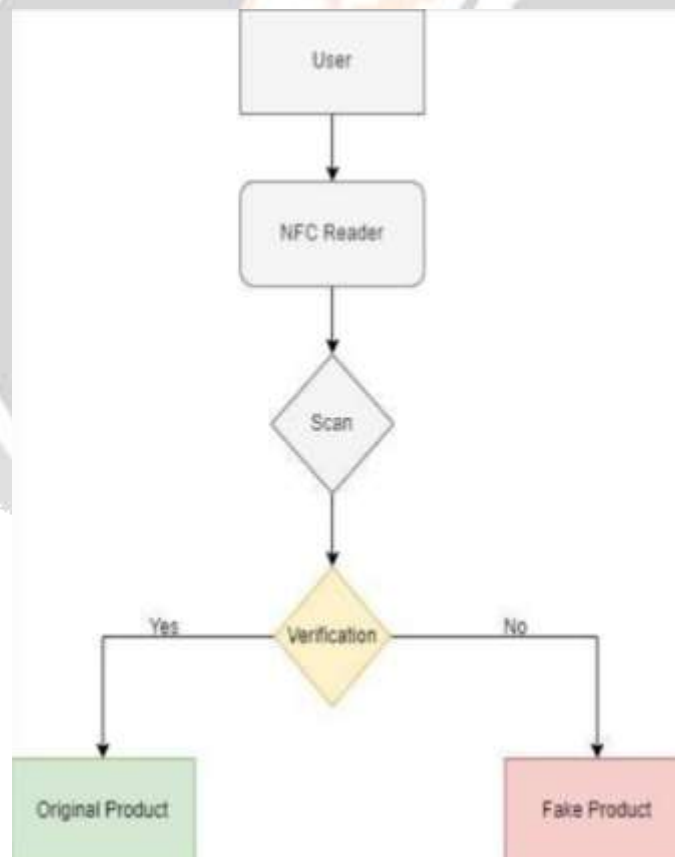 User
NFC Reader
Scan
Verification
Yes
No
Original Product
Fake Product